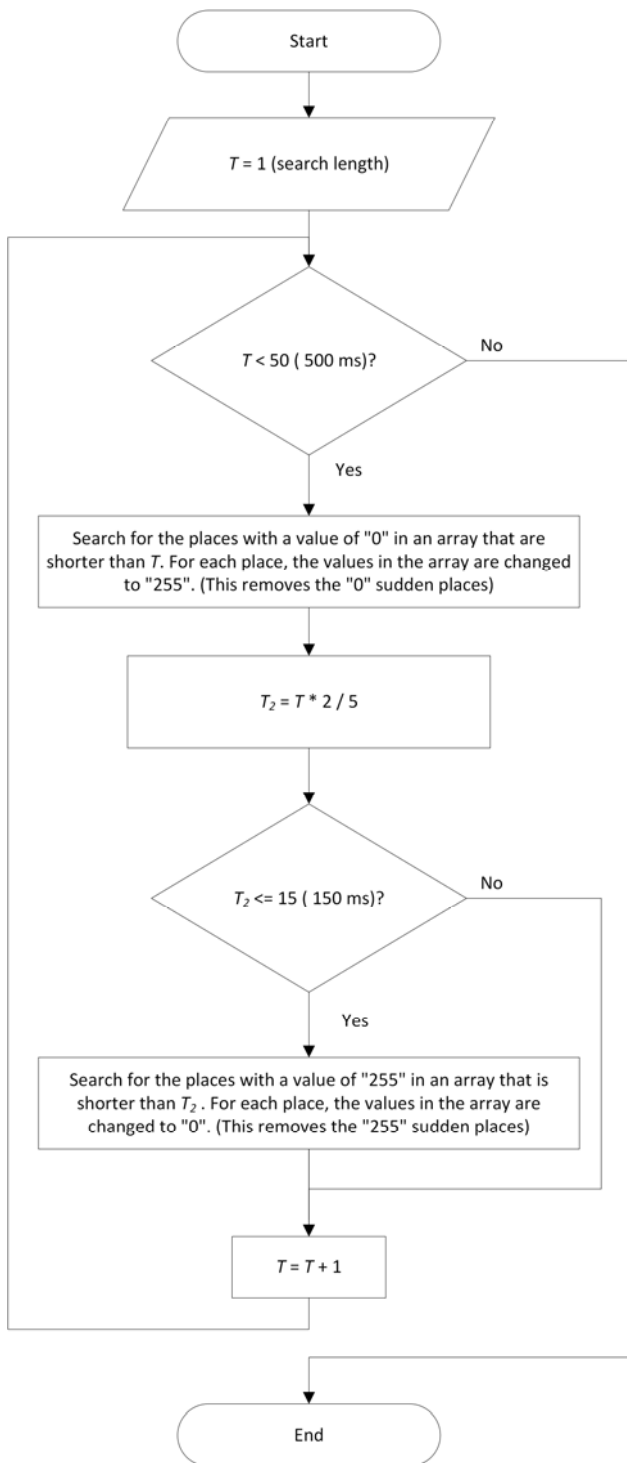 Start
T = 1 (search length)
T < 50 ( 500 ms)?
No
Yes
Search for the places with a value of "0" in an array that are
shorter than T. For each place, the values in the array are changed
to "255". (This removes the "0" sudden places)
T2 = T * 2 / 5
T2 <= 15 ( 150 ms)?
No
Yes
Search for the places with a value of "255" in an array that is
shorter than T2 . For each place, the values in the array are
changed to "0". (This removes the "255" sudden places)
T = T + 1
End